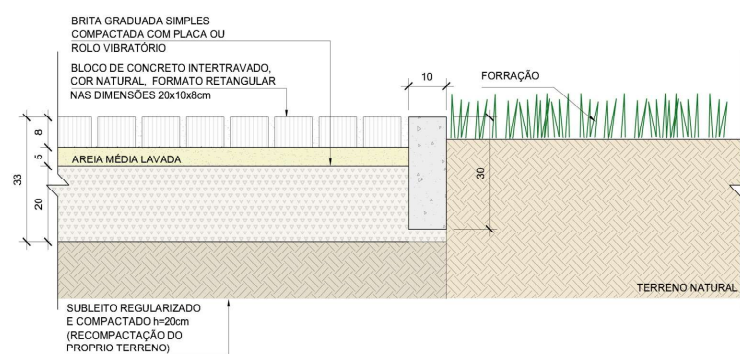 BRITA GRADUADA SIMPLES
COMPACTADA COM PLACA OU
ROLO VIBRATÓRIO
BLOCO DE CONCRETO INTERTRAVADO,
COR NATURAL, FORMATO RETANGULAR
NAS DIMENSÕES 20x10x8cm
10
FORRAÇÃO
8
5
AREIA MÉDIA LAVADA
33
20
30
TERRENO NATURAL
SUBLEITO REGULARIZADO
E COMPACTADO h=20cm
(RECOMPACTAÇÃO DO
PROPRIO TERRENO)